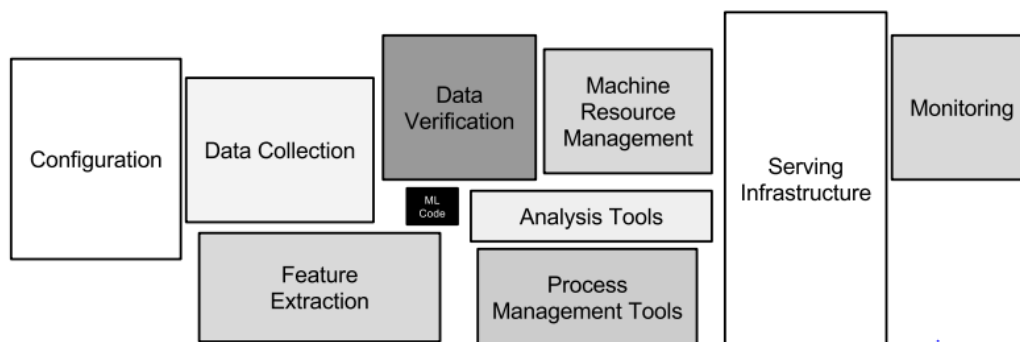 Configuration
Data Collection
Data
Verification
Machine
Resource
Management
Serving
Infrastructure
Monitoring
ML
Code
Analysis Tools
Feature
Extraction
Process
Management Tools